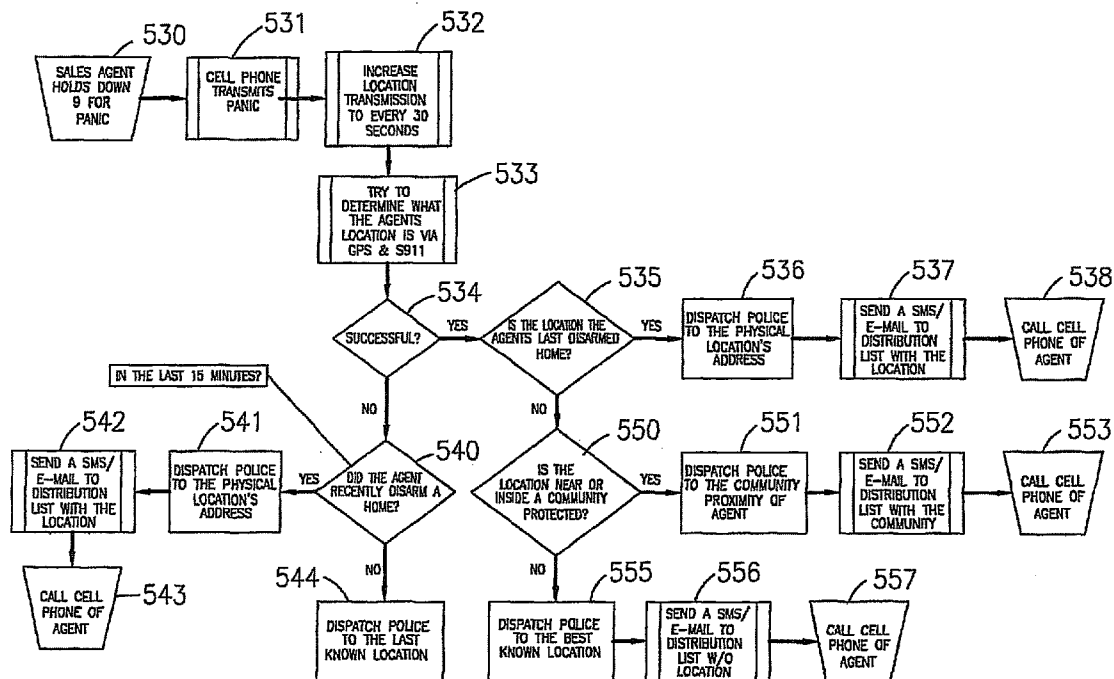 530
SALES AGENT
HOLDS DOWN
9 FOR
PANIC
531
CELL PHONE
TRANSMITS
PANIC
532
INCREASE
LOCATION
TRANSMISSION
TO EVERY 30
SECONDS
533
TRY TO
DETERMINE WHAT
THE AGENTS
LOCATION IS VIA
GPS & S911
534
SUCCESSFUL?
YES
NO
535
IS THE LOCATION THE
AGENTS LAST DISARMED
HOME?
YES
NO
536
DISPATCH POLICE
TO THE PHYSICAL
LOCATION'S
ADDRESS
537
SEND A SMS/
E-MAIL TO
DISTRIBUTION
LIST WITH THE
LOCATION
538
CALL CELL
PHONE OF
AGENT
IN THE LAST 15 MINUTES?
540
DID THE AGENT
RECENTLY DISARM A
HOME?
YES
NO
541
DISPATCH POLICE
TO THE PHYSICAL
LOCATION'S
ADDRESS
542
SEND A SMS/
E-MAIL TO
DISTRIBUTION
LIST WITH THE
LOCATION
543
CALL CELL
PHONE OF
AGENT
544
DISPATCH POLICE
TO THE LAST
KNOWN LOCATION
550
IS THE
LOCATION NEAR OR
INSIDE A COMMUNITY
PROTECTED?
YES
NO
551
DISPATCH POLICE
TO THE COMMUNITY
PROXIMITY OF
AGENT
552
SEND A SMS/
E-MAIL TO
DISTRIBUTION
LIST WITH THE
COMMUNITY
553
CALL CELL
PHONE OF
AGENT
555
DISPATCH POLICE
TO THE BEST
KNOWN LOCATION
556
SEND A SMS/
E-MAIL TO
DISTRIBUTION
LIST W/O
LOCATION
557
CALL CELL
PHONE OF
AGENT